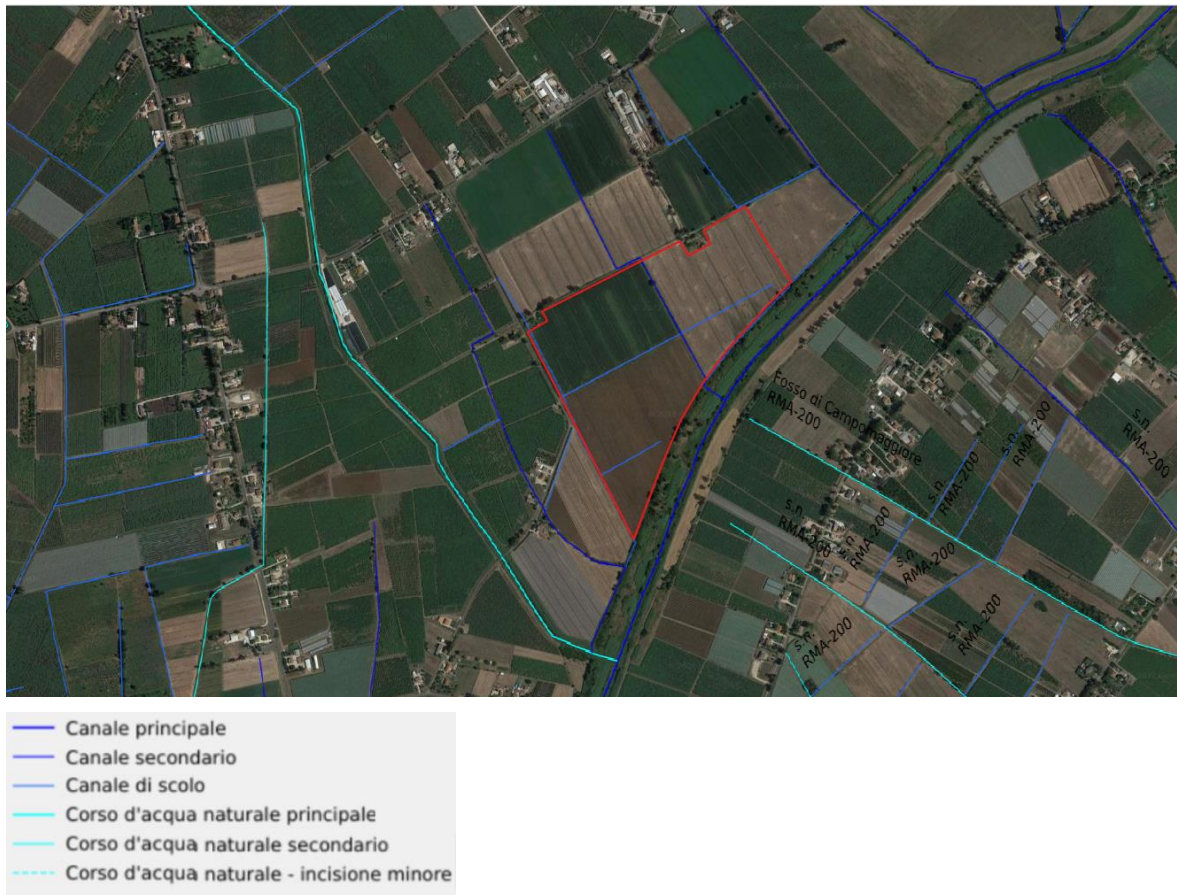 Fosso di Campomaggiore
RMA-200
s.n.
RMA-200
s.n.
RMA-200
s.n.
RMA-200
s.n.
RMA-200
s.n.
RMA-200
s.n.
RMA-200
s.n.
RMA-200
s.n.
RMA-200
Canale principale
Canale secondario
Canale di scolo
Corso d'acqua naturale principale
Corso d'acqua naturale secondario
Corso d'acqua naturale - incisione minore